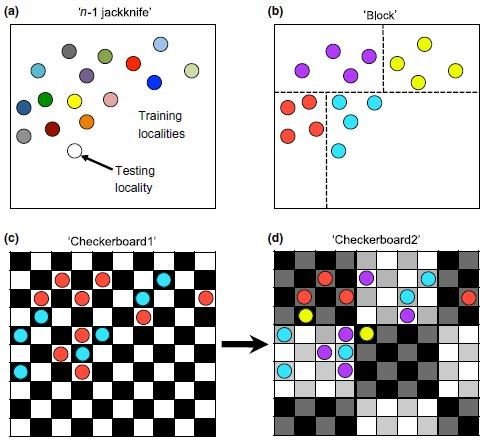 (a) 'n-1 jackknife'
(b) 'Block'
Training
localities
Testing
locality
(c) 'Checkerboard1'
(d) 'Checkerboard2'